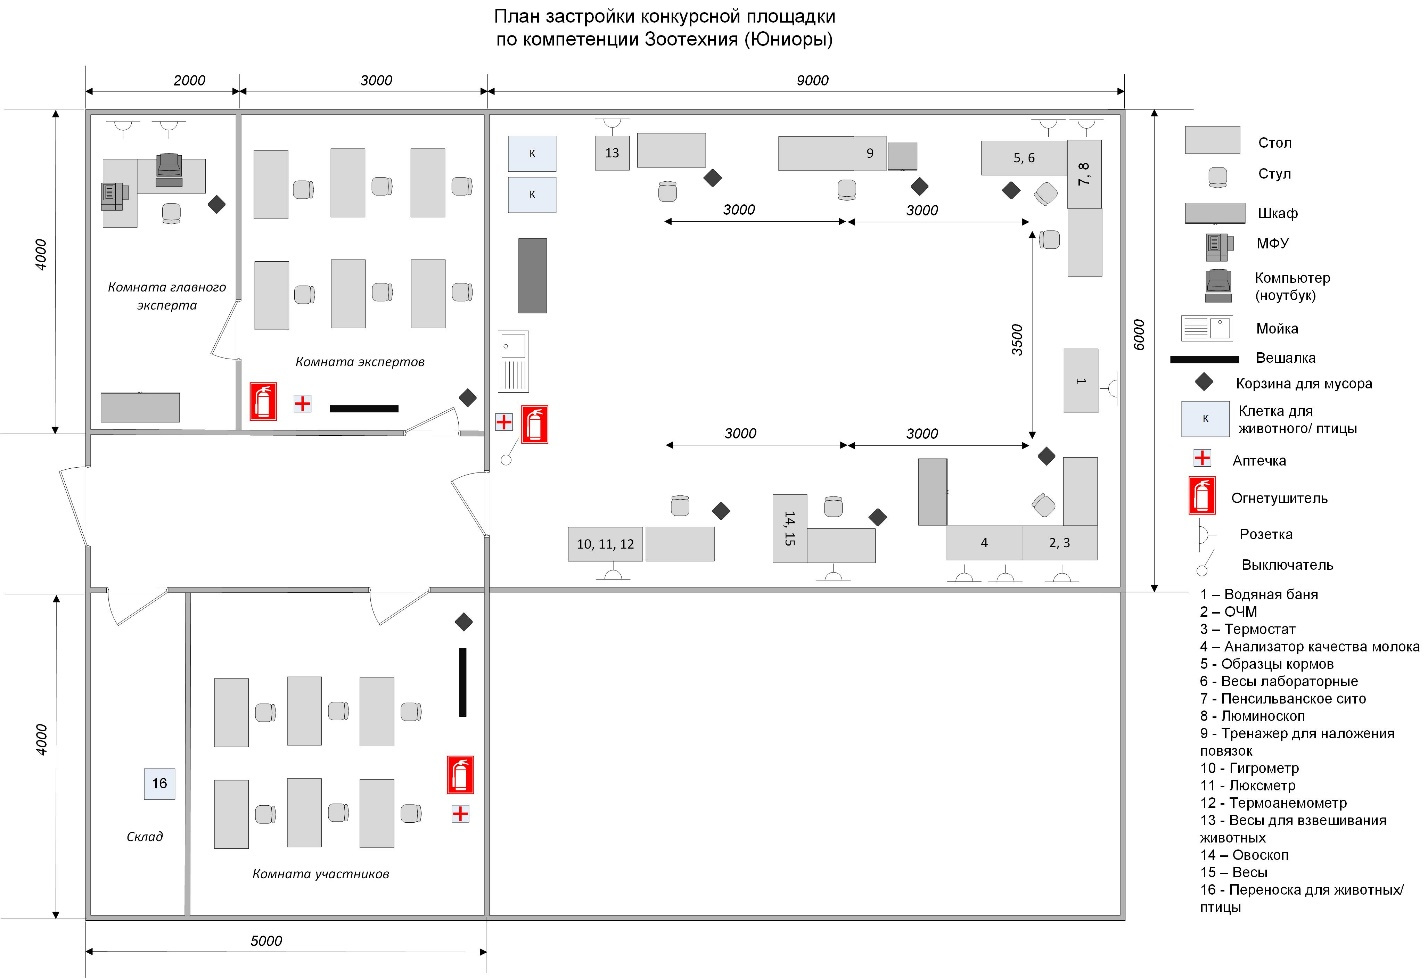 План застройки конкурсной площадки
по компетенции Зоотехния (Юниоры)
2000
3000
9000
4000
6000
4000
5000
3000
3000
3500
3000
3000
Комната главного
эксперта
Комната экспертов
К
К
13
9
5, 6
7, 8
1
10, 11, 12
14, 15
4
2, 3
16
Склад
Комната участников
Стол
Стул
Шкаф
МФУ
Компьютер
(ноутбук)
Мойка
Вешалка
Корзина для мусора
К
Клетка для
животного/ птицы
Аптечка
Огнетушитель
Розетка
Выключатель
1 – Водяная баня
2 – ОЧМ
3 – Термостат
4 – Анализатор качества молока
5 - Образцы кормов
6 - Весы лабораторные
7 - Пенсильванское сито
8 - Люминоскоп
9 - Тренажер для наложения
повязок
10 - Гигрометр
11 - Люксметр
12 - Термоанемометр
13 - Весы для взвешивания
животных
14 – Овоскоп
15 – Весы
16 - Переноска для животных/
птицы